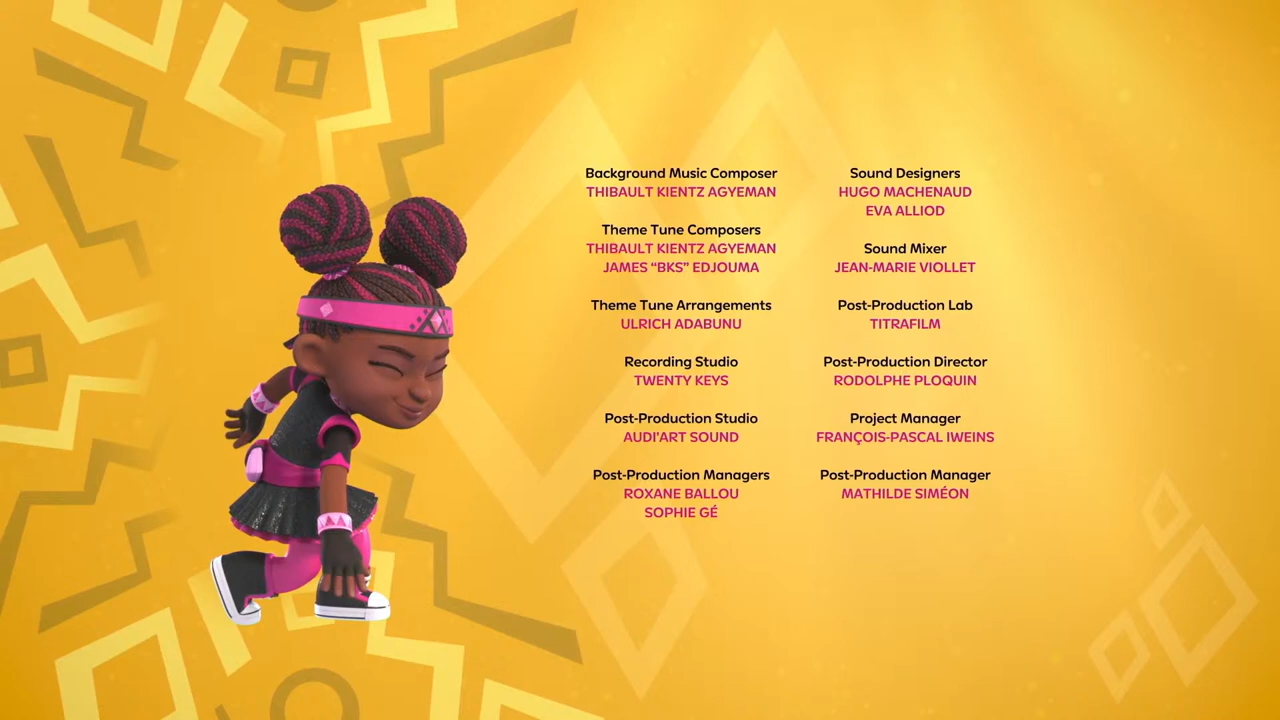 Background Music Composer
THIBAULT KIENTZ AGYEMAN
Theme Tune Composers
THIBAULT KIENTZ AGYEMAN
JAMES “BKS” EDJOUMA
Theme Tune Arrangements
ULRICH ADABUNU
Recording Studio
TWENTY KEYS
Post-Production Studio
AUDI'ART SOUND
Post-Production Managers
ROXANE BALLOU
SOPHIE GÉ
Sound Designers
HUGO MACHENAUD
EVA ALLIOD
Sound Mixer
JEAN-MARIE VIOLLET
Post-Production Lab
TITRAFILM
Post-Production Director
RODOLPHE PLOQUIN
Project Manager
FRANÇOIS-PASCAL IWEINS
Post-Production Manager
MATHILDE SIMÉON